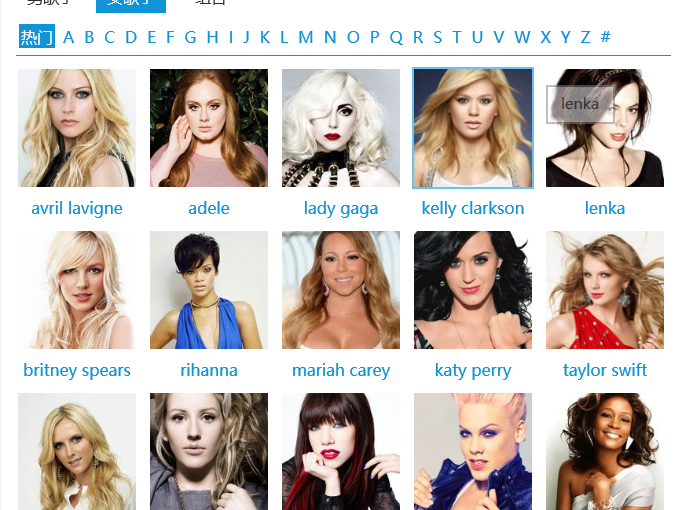 男歌手 女歌手 组合
热门 A B C D E F G H I J K L M N O P Q R S T U V W X Y Z #
lenka
avril lavigne adele lady gaga kelly clarkson lenka
britney spears rihanna mariah carey katy perry taylor swift